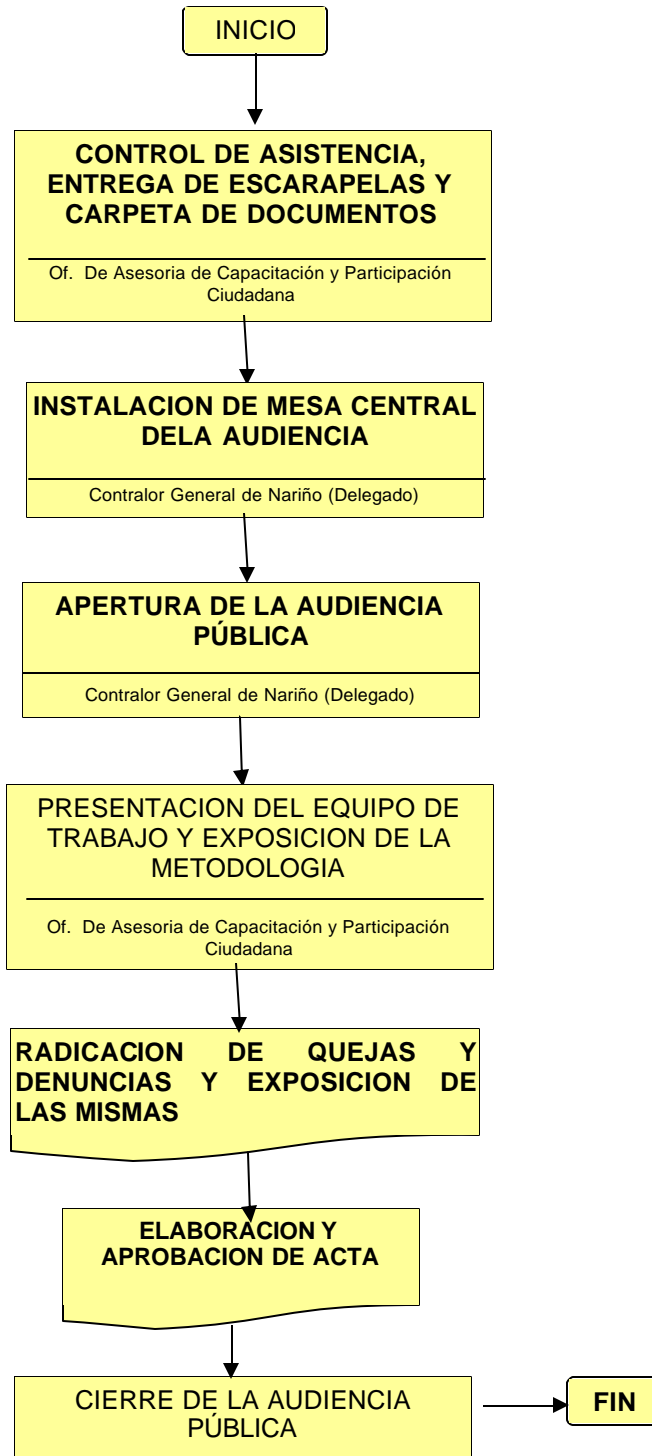 INICIO
CONTROL DE ASISTENCIA,
ENTREGA DE ESCARAPELAS Y
CARPETA DE DOCUMENTOS
Of. De Asesoria de Capacitación y Participación
Ciudadana
INSTALACION DE MESA CENTRAL
DELA AUDIENCIA
Contralor General de Nariño (Delegado)
APERTURA DE LA AUDIENCIA
PÚBLICA
Contralor General de Nariño (Delegado)
PRESENTACION DEL EQUIPO DE
TRABAJO Y EXPOSICION DE LA
METODOLOGIA
Of. De Asesoria de Capacitación y Participación
Ciudadana
RADICACION DE QUEJAS Y
DENUNCIAS Y EXPOSICION DE
LAS MISMAS
ELABORACION Y
APROBACION DE ACTA
CIERRE DE LA AUDIENCIA
PÚBLICA
FIN